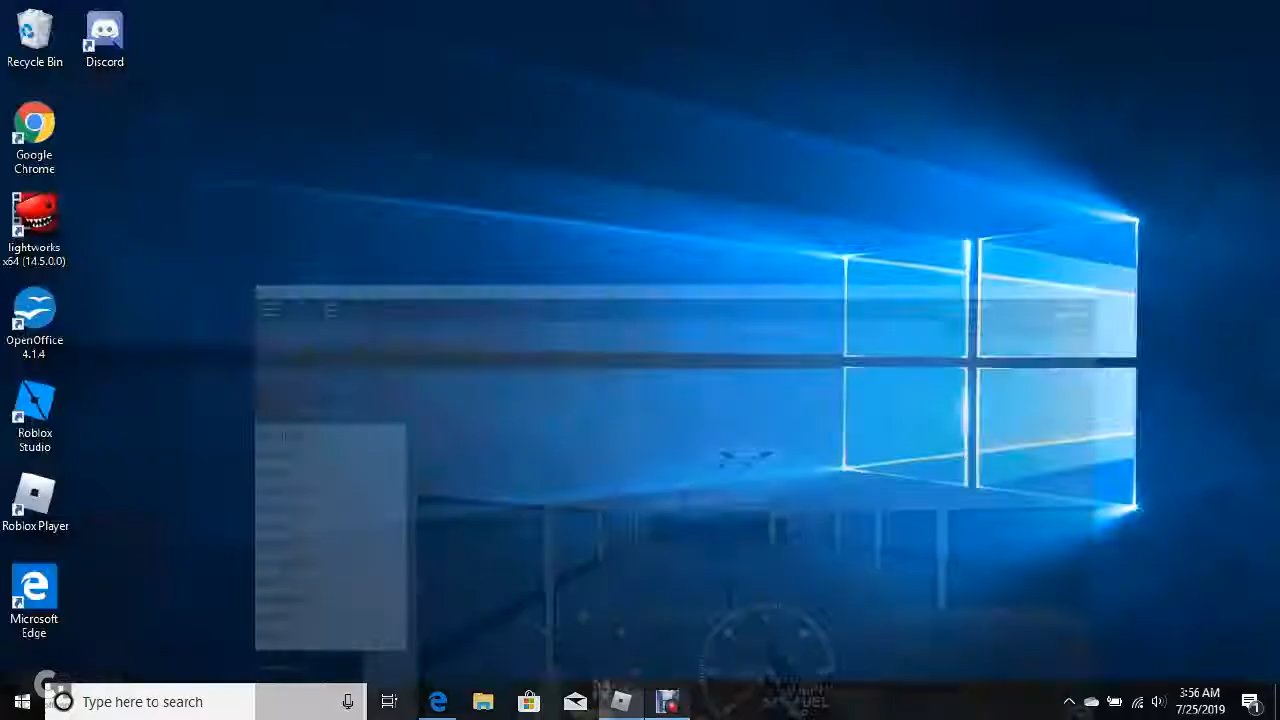 Recycle Bin
Discord
Google
Chrome
lightworks
x64 (14.5.0.0)
OpenOffice
4.1.4
Roblox
Studio
Roblox Player
Microsoft
Edge
Type here to search
3:56 AM
7/25/2019
1